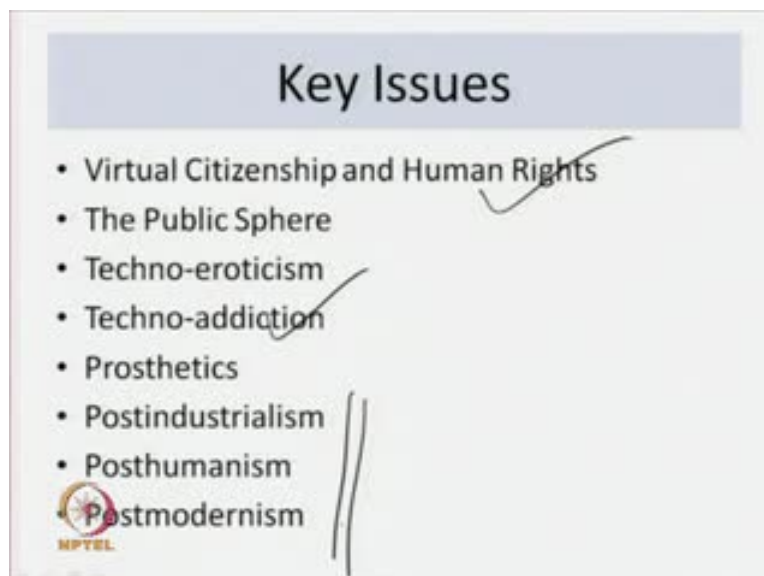 Key Issues
• Virtual Citizenship and Human Rights
• The Public Sphere
• Techno-eroticism
• Techno-addiction
• Prosthetics
• Postindustrialism
• Posthumanism
• Postmodernism
NPTEL